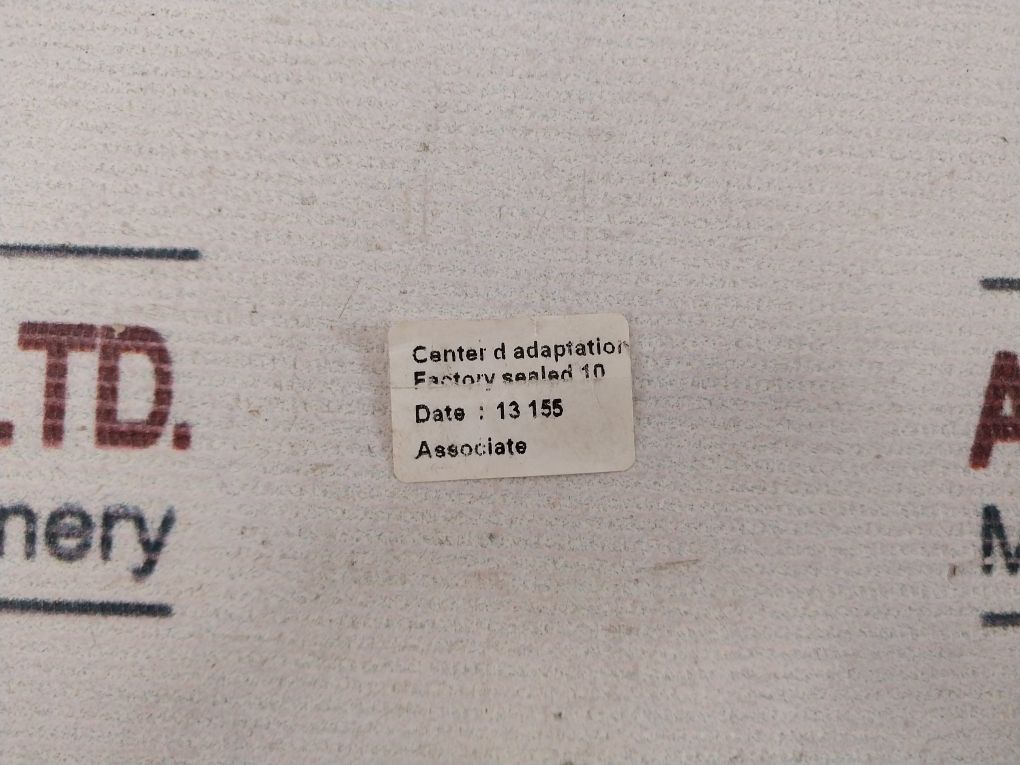 LTD.
nery
Center d adaptation
Factory sealed 10
Date : 13 155
Associate
A
M